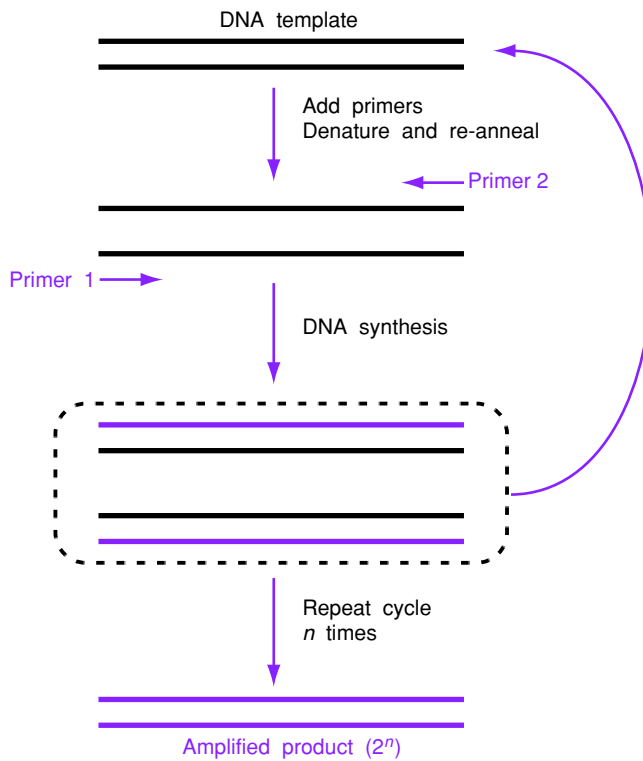 DNA template
Add primers
Denature and re-anneal
Primer 2
Primer 1
DNA synthesis
Repeat cycle
n times
Amplified product (2ⁿ)